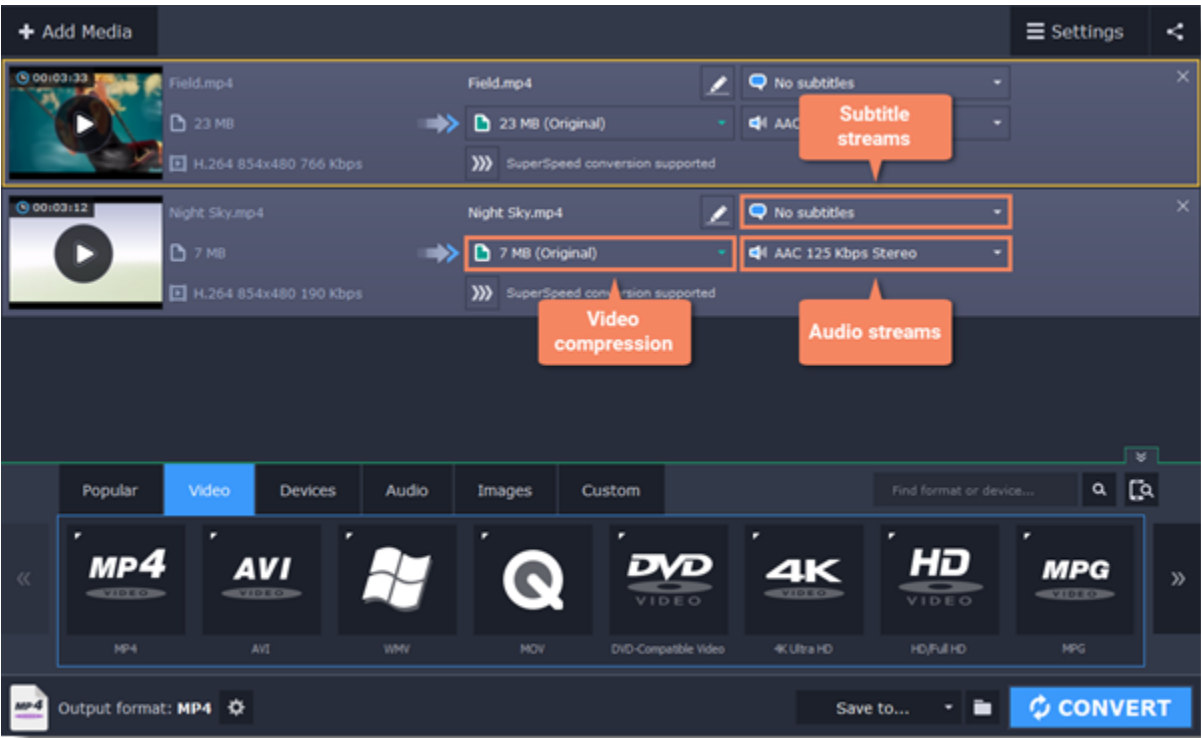 Add Media
Settings
00:03:33
Field.mp4
Field.mp4
No subtitles
23 MB
23 MB (Original)
AAC
Subtitle
streams
H.264 854x480 766 Kbps
SuperSpeed conversion supported
00:03:12
Night Sky.mp4
Night Sky.mp4
No subtitles
7 MB
7 MB (Original)
AAC 125 Kbps Stereo
H.264 854x480 190 Kbps
SuperSpeed conversion supported
Video
compression
Audio streams
Popular
Video
Devices
Audio
Images
Custom
Find format or device...
MP4
VIDEO
AVI
VIDEO
DVD
VIDEO
4K
VIDEO
HD
VIDEO
MPG
VIDEO
MP4
AVI
WMV
MOV
DVD-Compatible Video
4K Ultra HD
HD/Full HD
MPG
MP4
Output format: MP4
Save to...
CONVERT